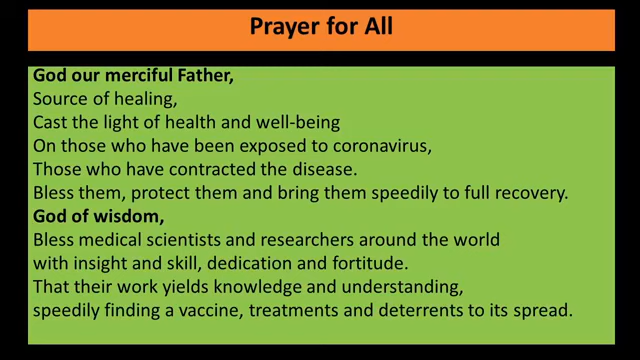 Prayer for All
God our merciful Father,
Source of healing,
Cast the light of health and well-being
On those who have been exposed to coronavirus,
Those who have contracted the disease.
Bless them, protect them and bring them speedily to full recovery.
God of wisdom,
Bless medical scientists and researchers around the world
with insight and skill, dedication and fortitude.
That their work yields knowledge and understanding,
speedily finding a vaccine, treatments and deterrents to its spread.